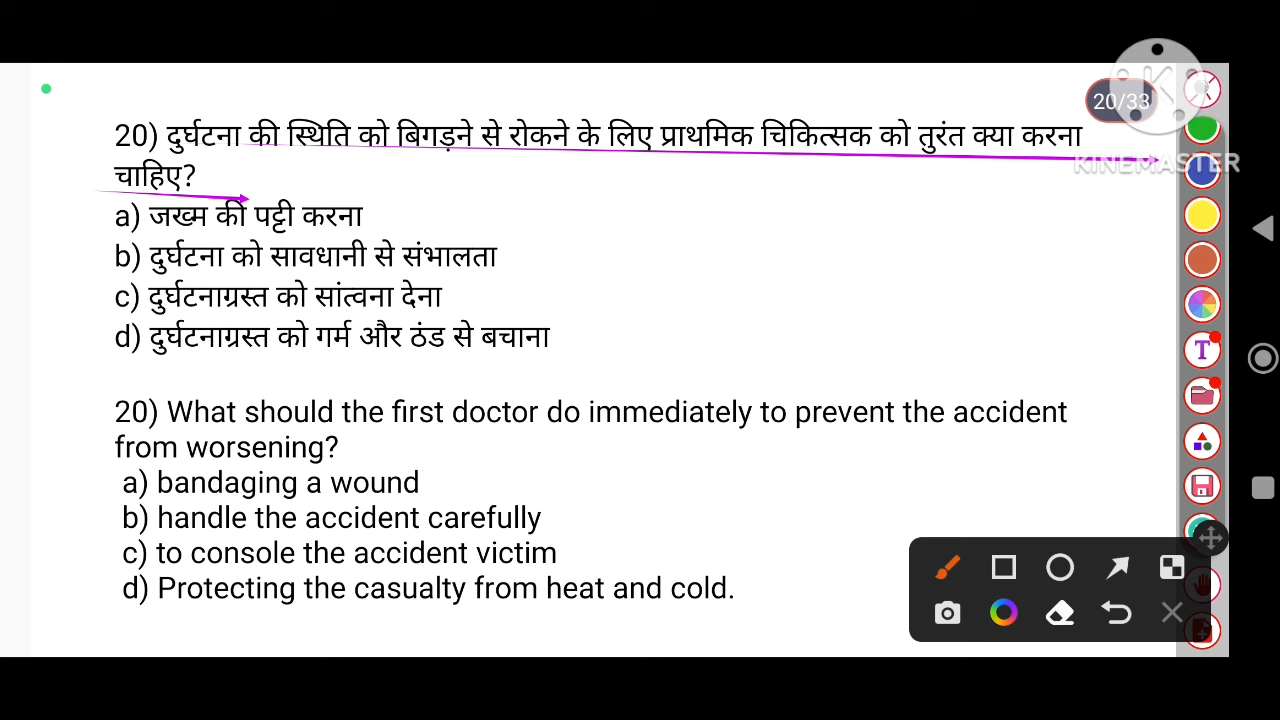 20/33
KINEMASTER
20) दुर्घटना की स्थिति को बिगड़ने से रोकने के लिए प्राथमिक चिकित्सक को तुरंत क्या करना
चाहिए?
a) जख्म की पट्टी करना
b) दुर्घटना को सावधानी से संभालता
c) दुर्घटनाग्रस्त को सांत्वना देना
d) दुर्घटनाग्रस्त को गर्म और ठंड से बचाना
20) What should the first doctor do immediately to prevent the accident
from worsening?
a) bandaging a wound
b) handle the accident carefully
c) to console the accident victim
d) Protecting the casualty from heat and cold.
T